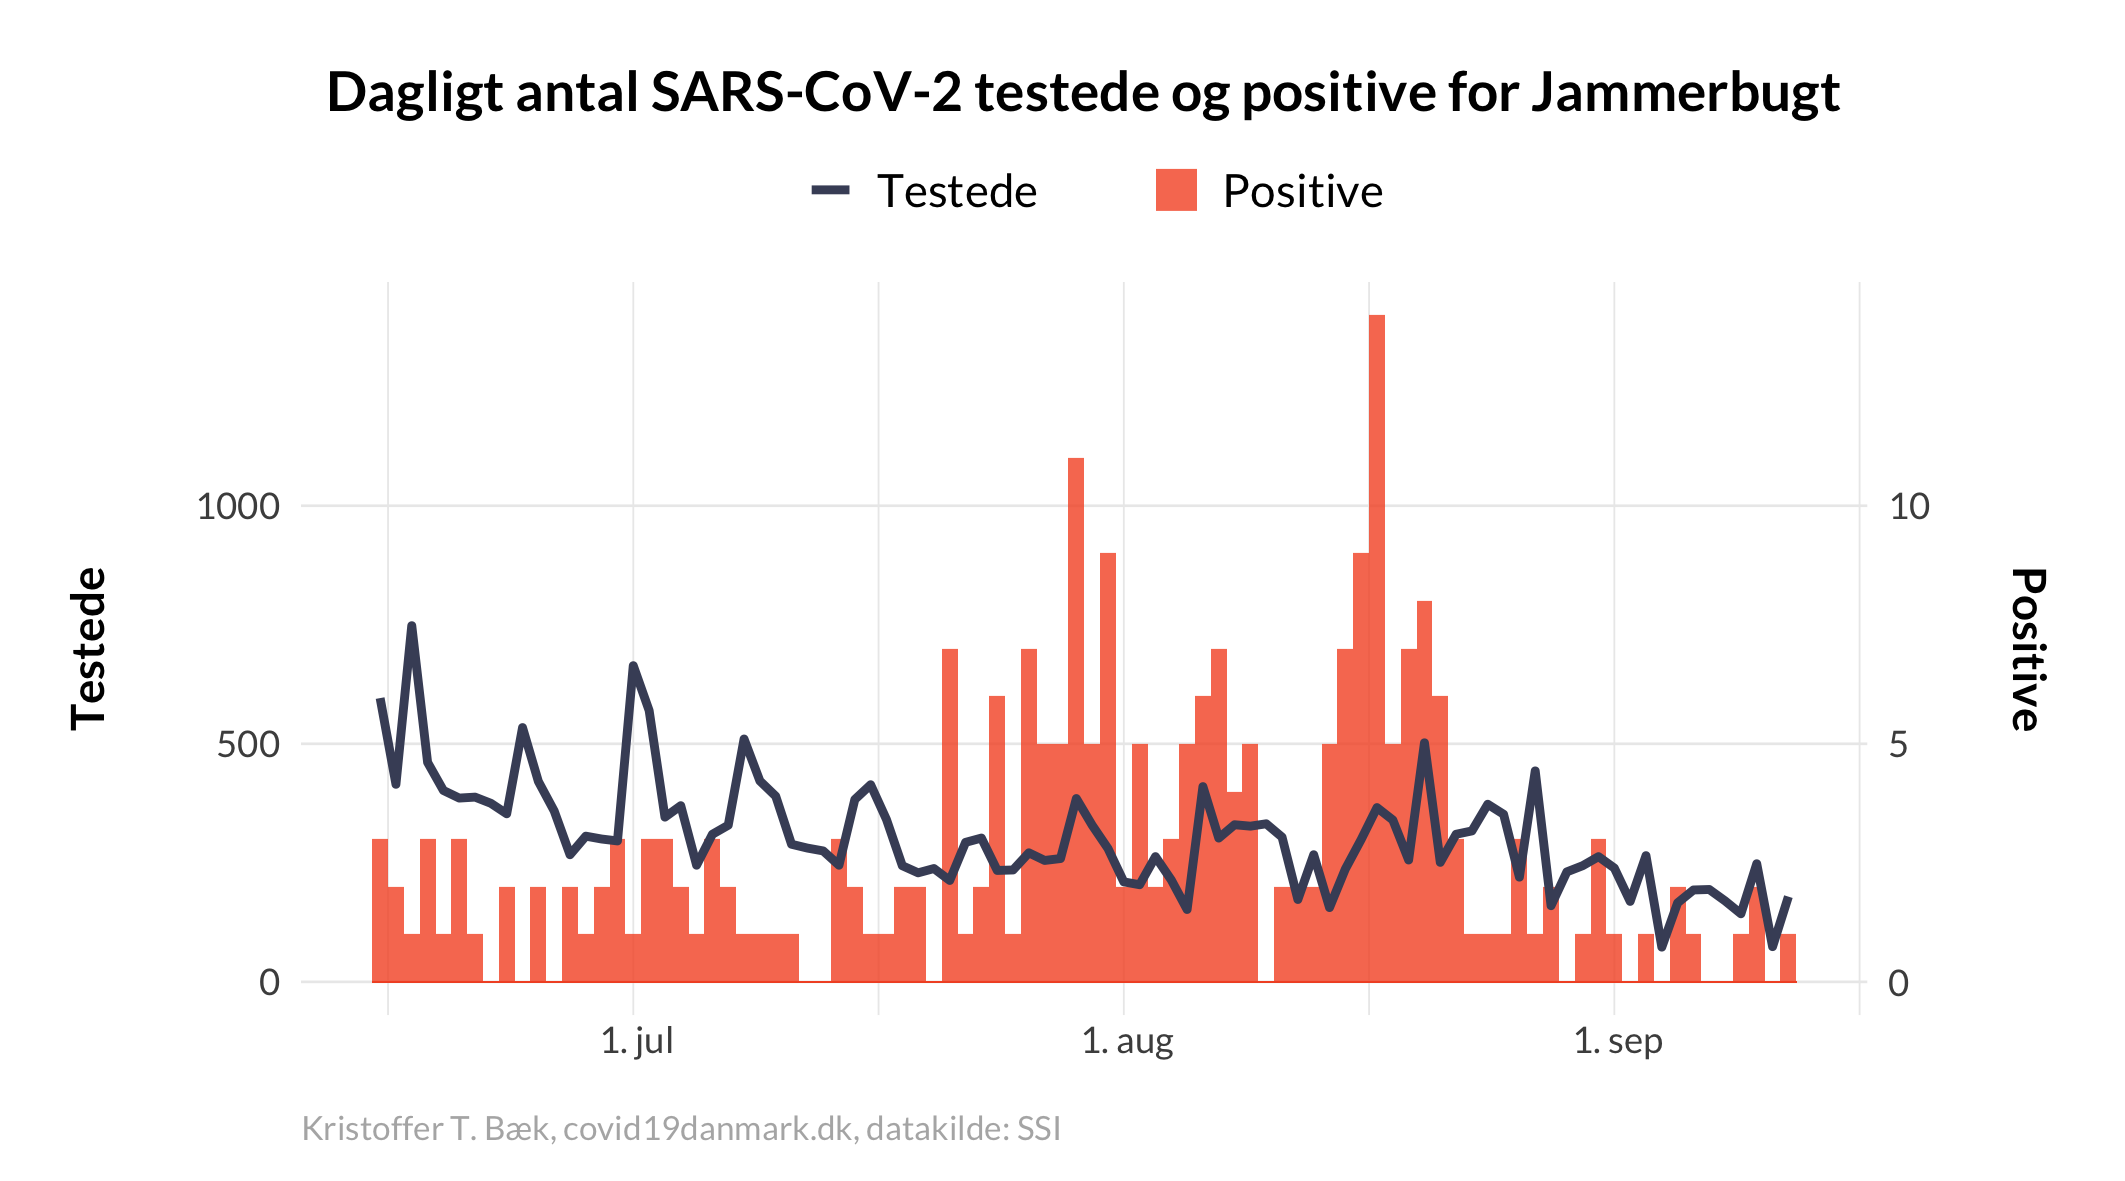 Dagligt antal SARS-CoV-2 testede og positive for Jammerbugt
Testede
Positive
1000
500
0
10
5
0
Testede
Positive
1. jul
1. aug
1. sep
Kristoffer T. Bæk, covid19danmark.dk, datakilde: SSI